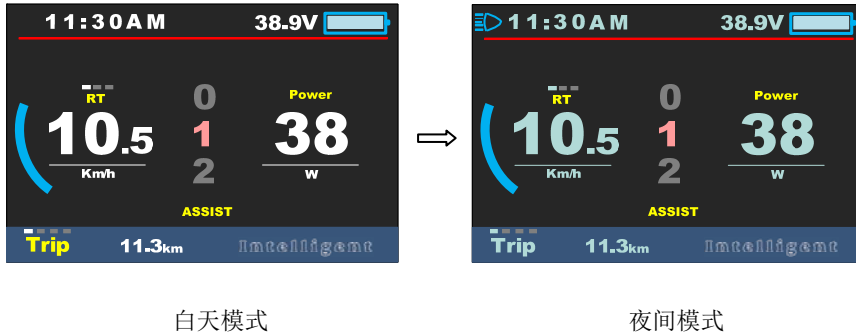 11:30AM 38.9V
RT 0 Power
10.5 1 38
Km/h 2 W
ASSIST
Trip 11.3km Intelligent
11:30AM 38.9V
RT 0 Power
10.5 1 38
Km/h 2 W
ASSIST
Trip 11.3km Intelligent
白天模式
夜间模式